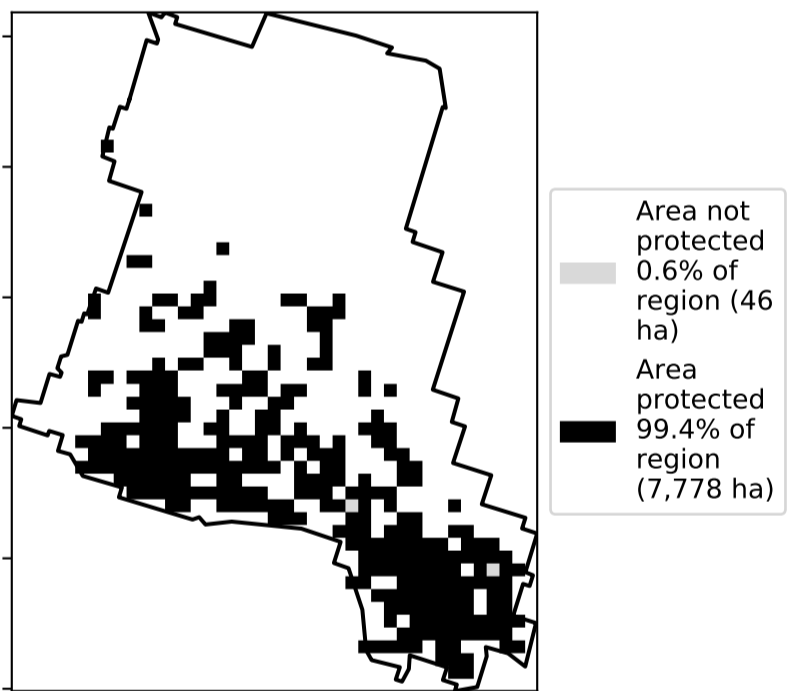 Area not
protected
0.6% of
region (46
ha)
Area
protected
99.4% of
region
(7,778 ha)